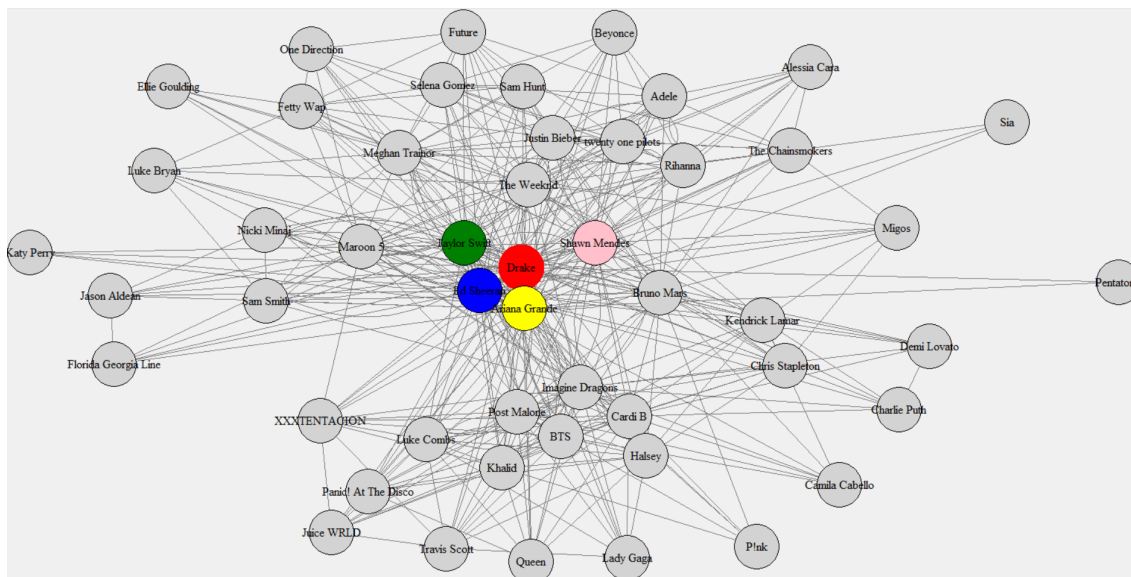 Future
Beyonce
One Direction
Alessia Cara
Ellie Goulding
Selena Gomez
Sam Hunt
Adele
Fetty Wap
Sia
Justin Bieber
twenty one pilots
Meghan Trainor
The Chainsmokers
Rihanna
Luke Bryan
The Weeknd
Nicki Minaj
Migos
Taylor Swift
Shawn Mendes
Maroon 5
Katy Perry
Drake
Pentaton
Ed Sheeran
Bruno Mars
Jason Aldean
Sam Smith
Ariana Grande
Kendrick Lamar
Demi Lovato
Florida Georgia Line
Chris Stapleton
Imagine Dragons
Charlie Puth
Post Malone
Cardi B
XXXTENTACION
BTS
Luke Combs
Halsey
Khalid
Camila Cabello
Panic! At The Disco
Juice WRLD
P!nk
Travis Scott
Lady Gaga
Queen